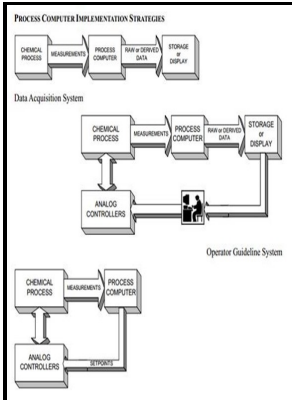 PROCESS COMPUTER IMPLEMENTATION STRATEGIES
CHEMICAL
PROCESS
MEASUREMENTS
PROCESS
COMPUTER
RAW or DERIVED
DATA
STORAGE
or
DISPLAY
Data Acquisition System
CHEMICAL
PROCESS
MEASUREMENTS
PROCESS
COMPUTER
RAW or DERIVED
DATA
STORAGE
or
DISPLAY
ANALOG
CONTROLLERS
Operator Guideline System
CHEMICAL
PROCESS
MEASUREMENTS
PROCESS
COMPUTER
ANALOG
CONTROLLERS
SETPOINTS